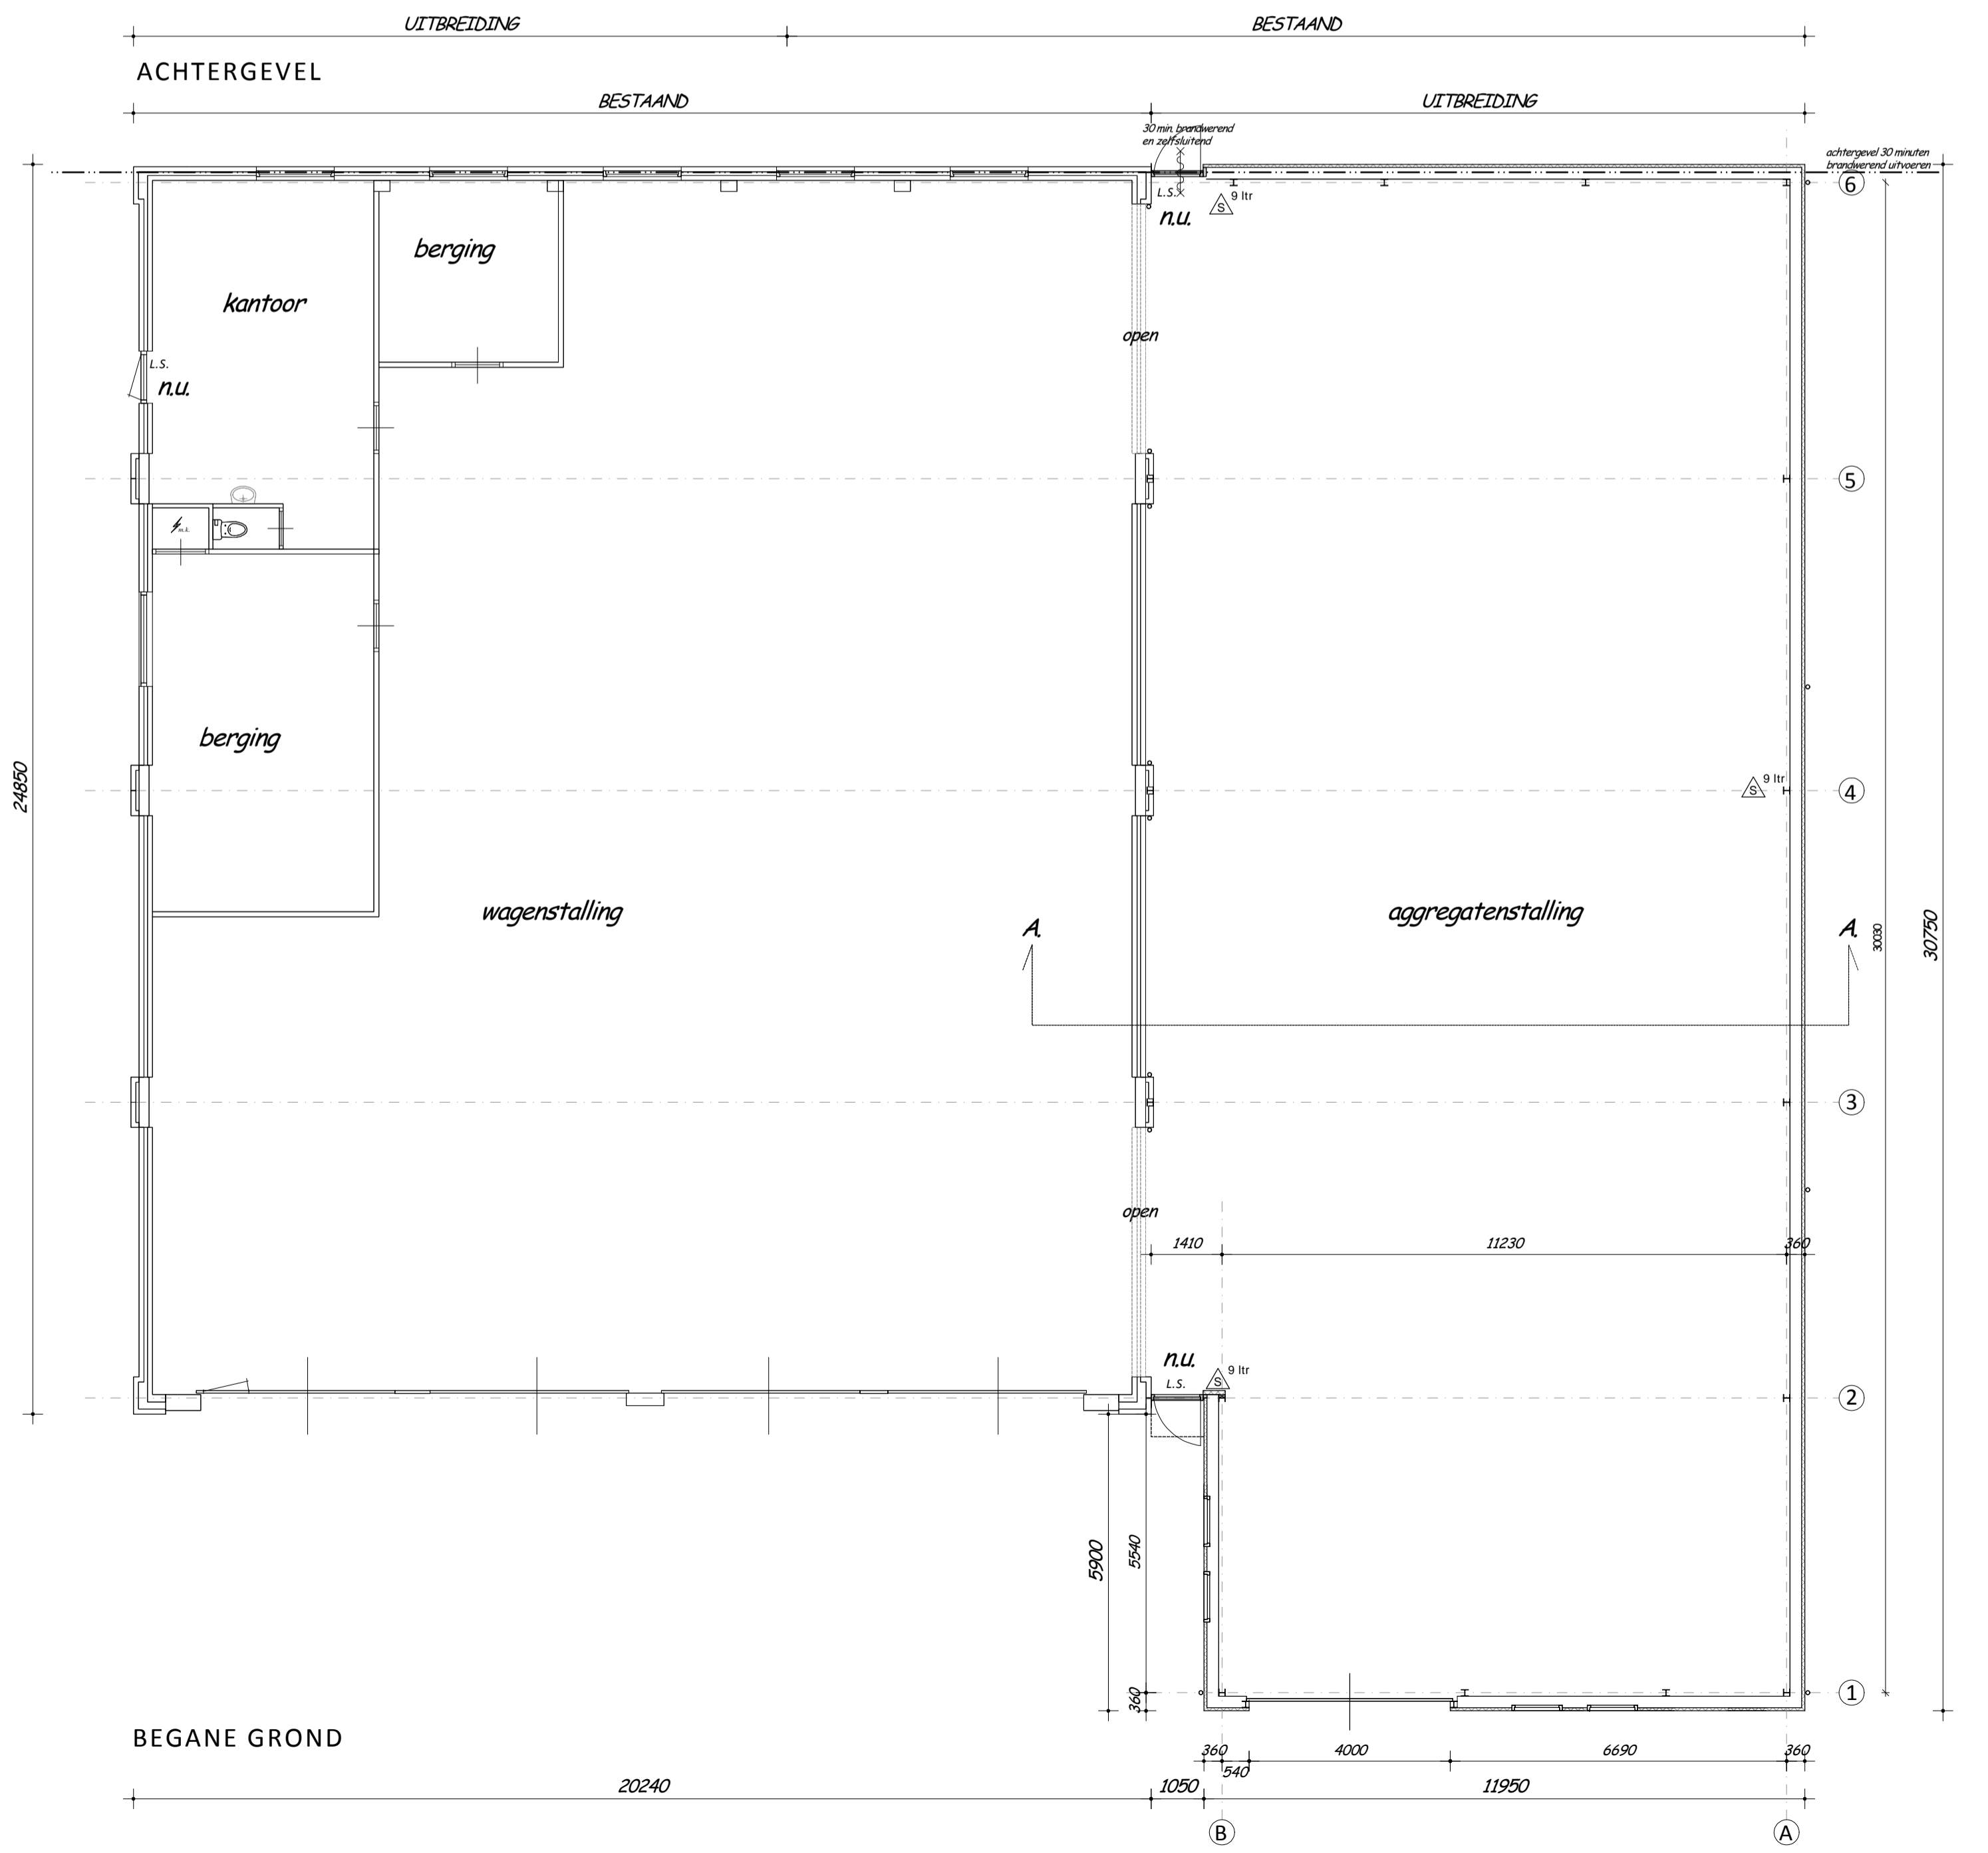 UITBREIDING
BESTAAND
ACHTERGEVEL
BESTAAND
UITBREIDING
30 min. brandwerend
en zelfsluitend
achtergevel 30 minuten
brandwerend uitvoeren
6
L.S.
9 ltr
S
n.u.
berging
kantoor
open
L.S.
n.u.
5
m.k.
berging
24850
9 ltr
S
4
wagenstalling
aggregatenstalling
A.
A.
30030
30750
3
open
1410
11230
360
n.u.
L.S.
9 ltr
S
2
5900
5540
360
1
BEGANE GROND
360
540
4000
6690
360
20240
1050
11950
B
A